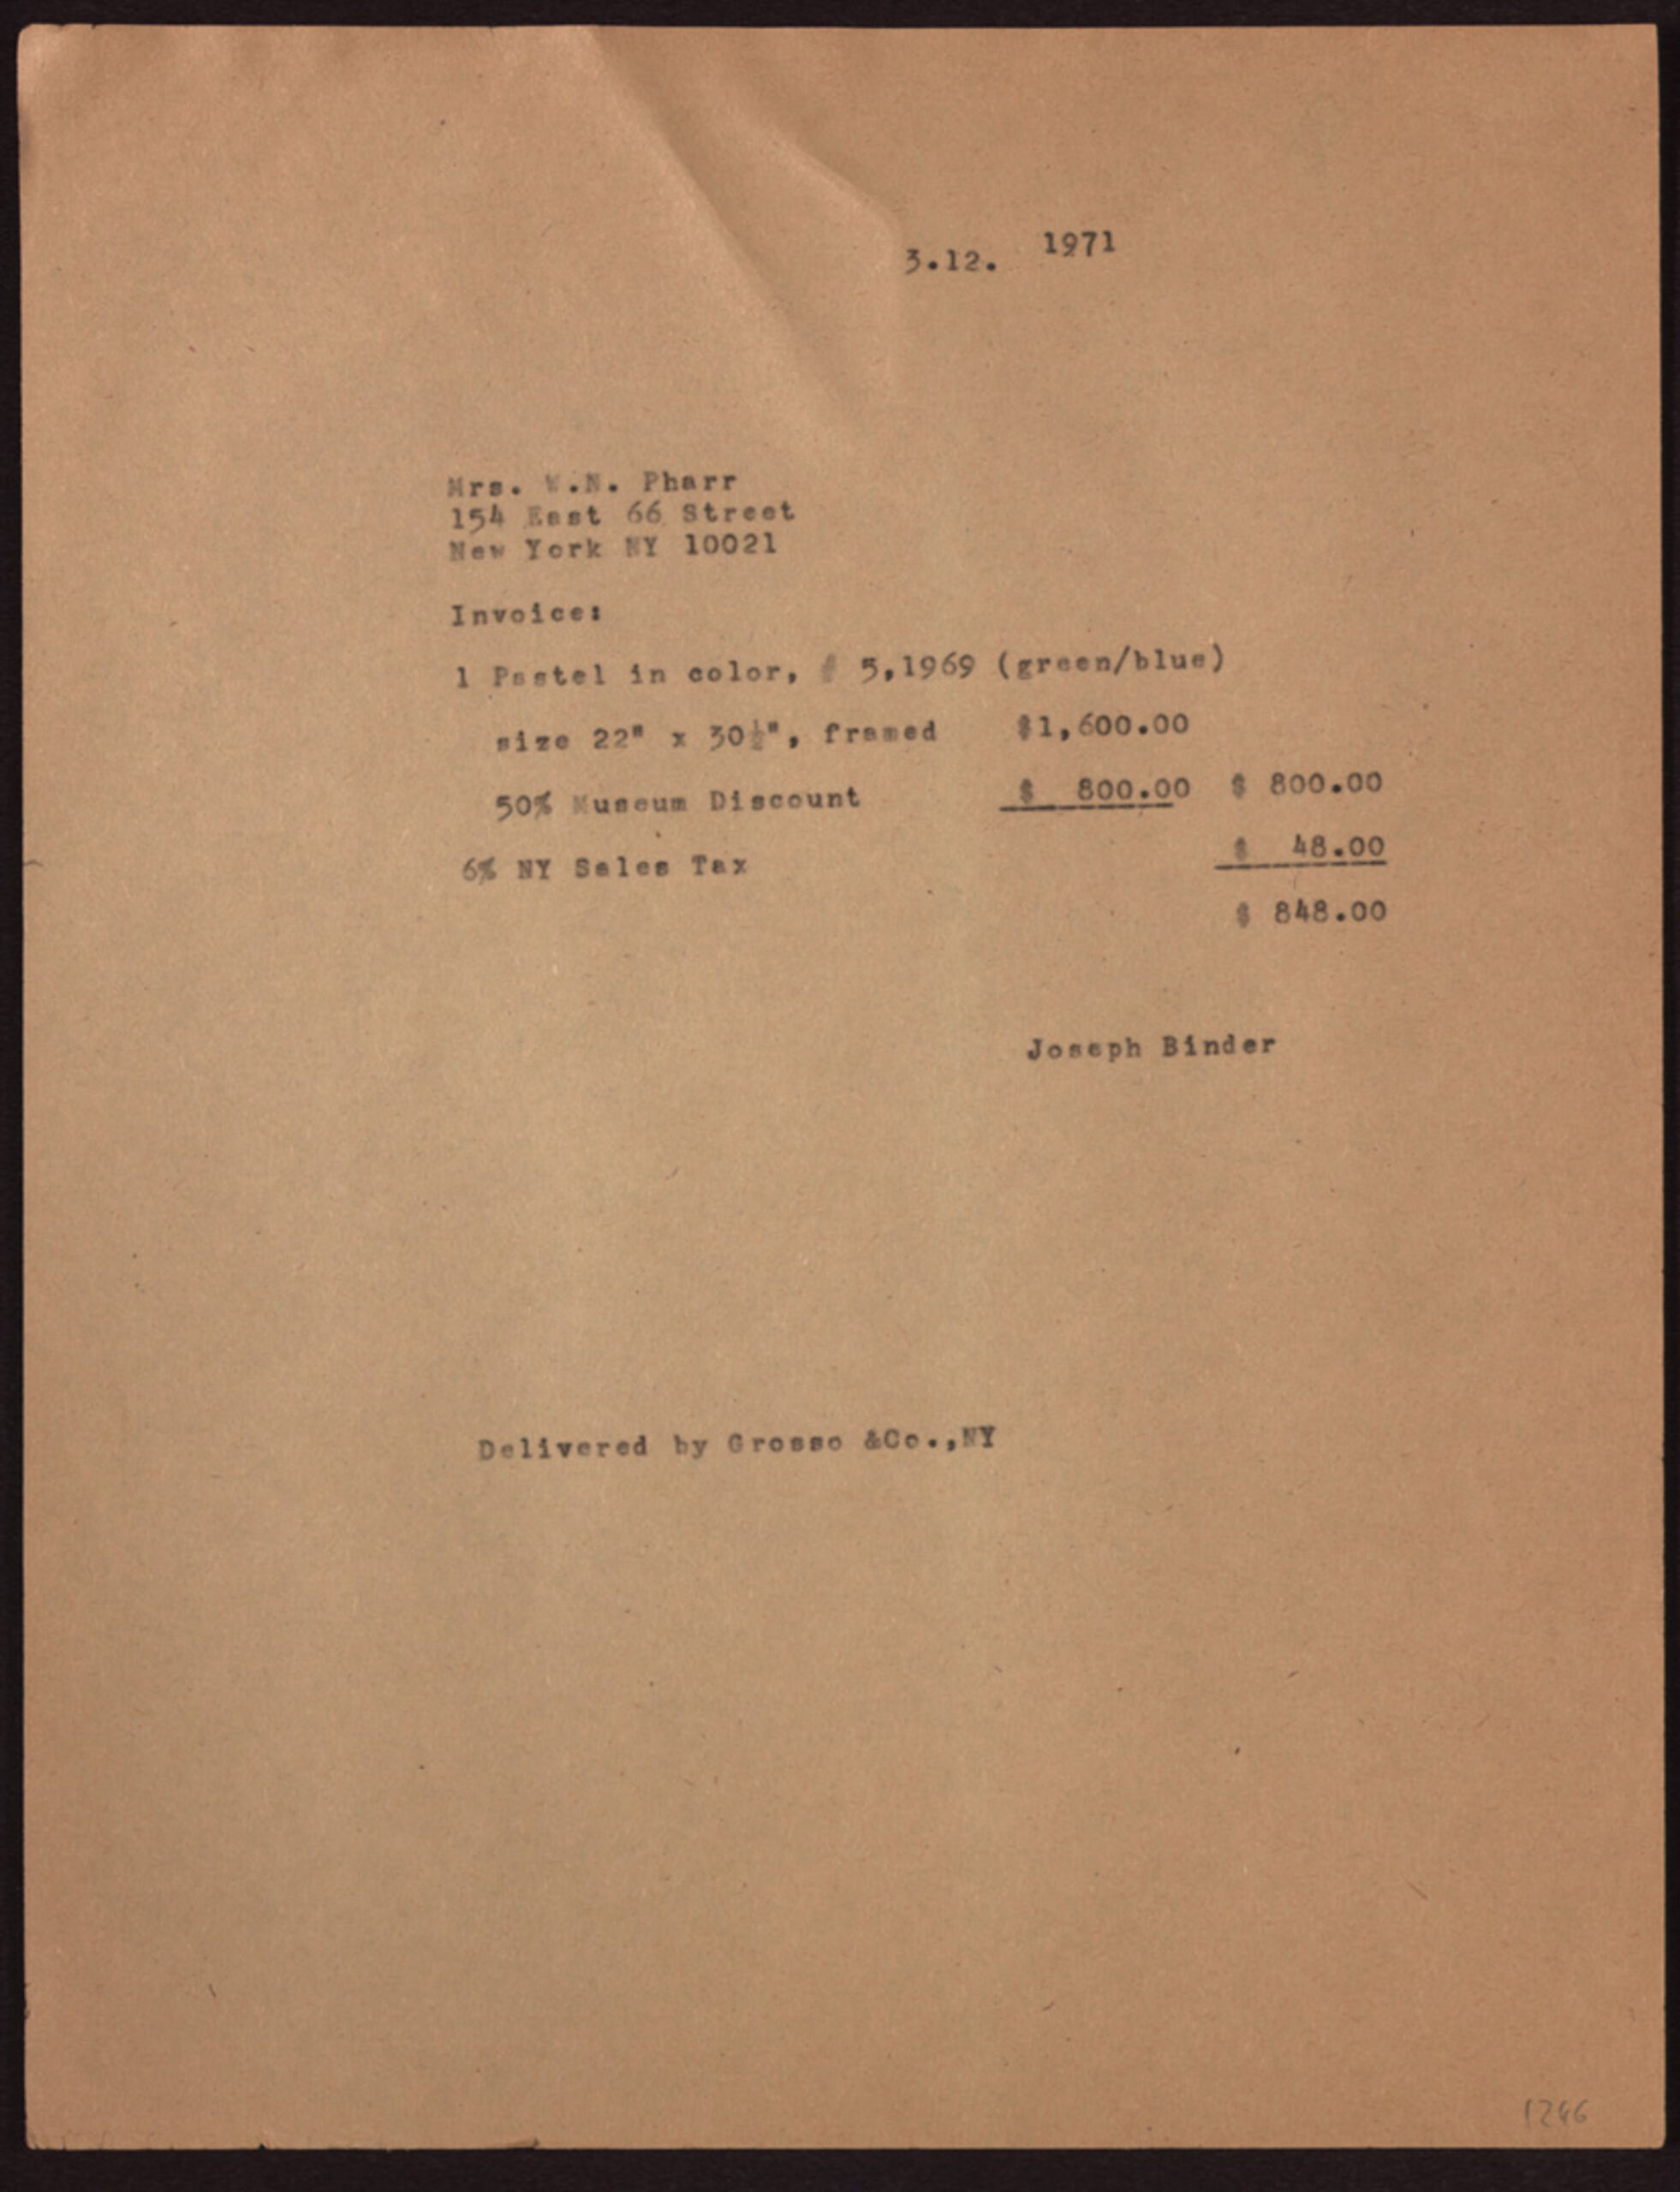 3.12. 1971
Mrs. W.N. Pharr
154 East 66 Street
New York NY 10021
Invoice:
1 Pastel in color, # 5,1969 (green/blue)
size 22" x 30½", framed $1,600.00
50% Museum Discount $ 800.00 $ 800.00
6% NY Sales Tax $ 48.00
$ 848.00
Joseph Binder
Delivered by Grosso &Co.,NY